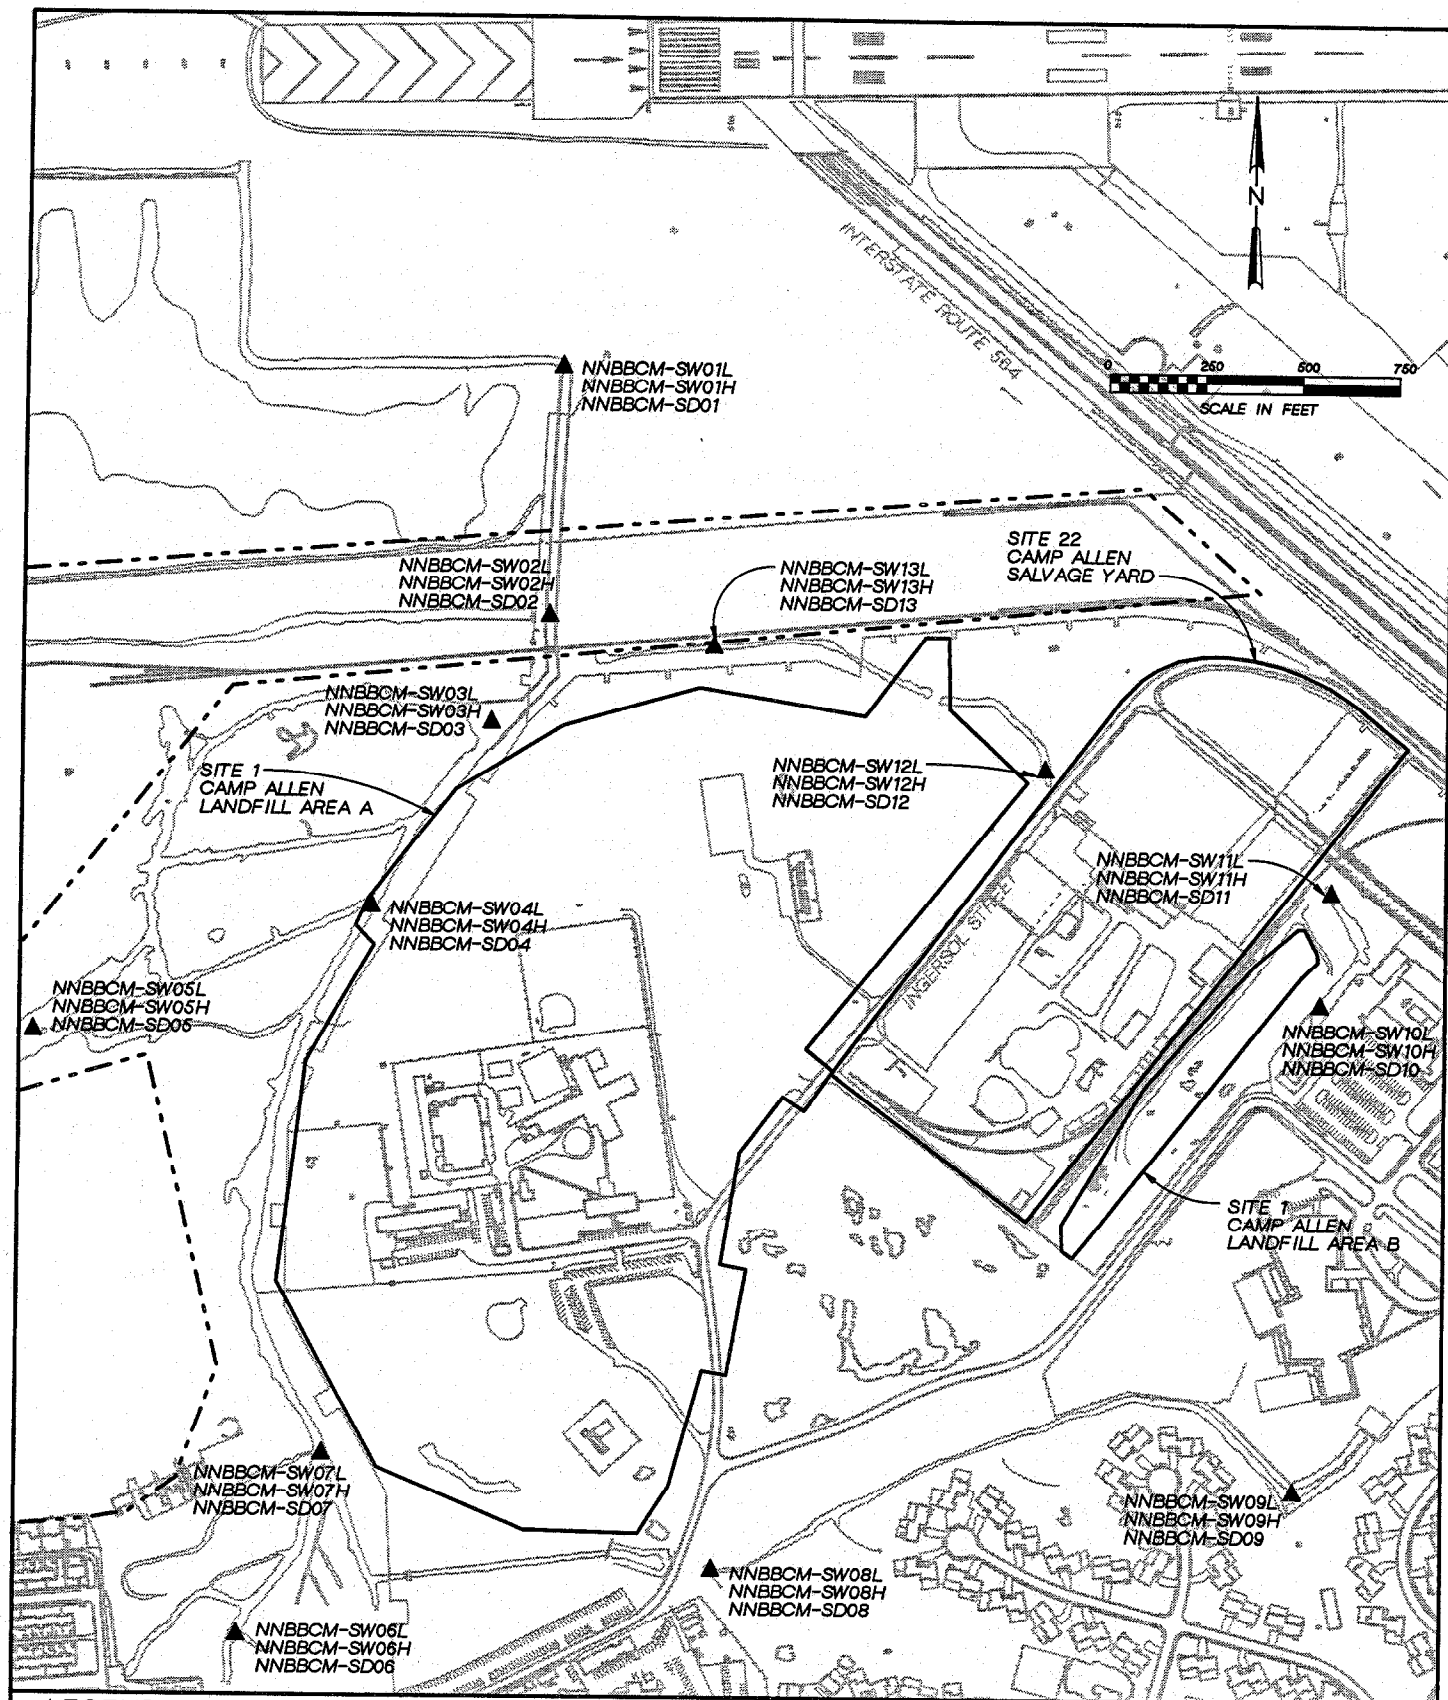 N
INTERSTATE ROUTE 564
0 250 500 750
SCALE IN FEET
NNBBCM-SW01L
NNBBCM-SW01H
NNBBCM-SD01
SITE 22
CAMP ALLEN
SALVAGE YARD
NNBBCM-SW02L
NNBBCM-SW02H
NNBBCM-SD02
NNBBCM-SW13L
NNBBCM-SW13H
NNBBCM-SD13
NNBBCM-SW03L
NNBBCM-SW03H
NNBBCM-SD03
SITE 1
CAMP ALLEN
LANDFILL AREA A
NNBBCM-SW12L
NNBBCM-SW12H
NNBBCM-SD12
NNBBCM-SW11L
NNBBCM-SW11H
NNBBCM-SD11
INGERSOL STREET
NNBBCM-SW04L
NNBBCM-SW04H
NNBBCM-SD04
NNBBCM-SW05L
NNBBCM-SW05H
NNBBCM-SD05
NNBBCM-SW10L
NNBBCM-SW10H
NNBBCM-SD10
SITE 1
CAMP ALLEN
LANDFILL AREA B
NNBBCM-SW07L
NNBBCM-SW07H
NNBBCM-SD07
NNBBCM-SW09L
NNBBCM-SW09H
NNBBCM-SD09
NNBBCM-SW08L
NNBBCM-SW08H
NNBBCM-SD08
NNBBCM-SW06L
NNBBCM-SW06H
NNBBCM-SD06